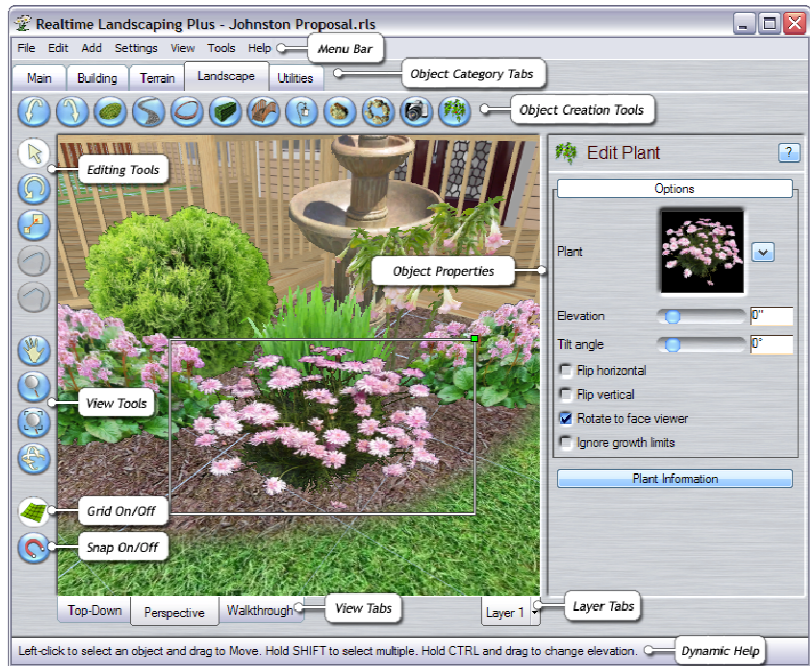 Realtime Landscaping Plus - Johnston Proposal.rls
File Edit Add Settings View Tools Help
Menu Bar
Main Building Terrain Landscape Utilities
Object Category Tabs
Object Creation Tools
Editing Tools
Edit Plant
?
Options
Plant
Object Properties
Elevation 0"
Tilt angle 0°
Flip horizontal
Flip vertical
Rotate to face viewer
Ignore growth limits
View Tools
Plant Information
Grid On/Off
Snap On/Off
Top-Down Perspective Walkthrough
View Tabs
Layer 1
Layer Tabs
Left-click to select an object and drag to Move. Hold SHIFT to select multiple. Hold CTRL and drag to change elevation.
Dynamic Help